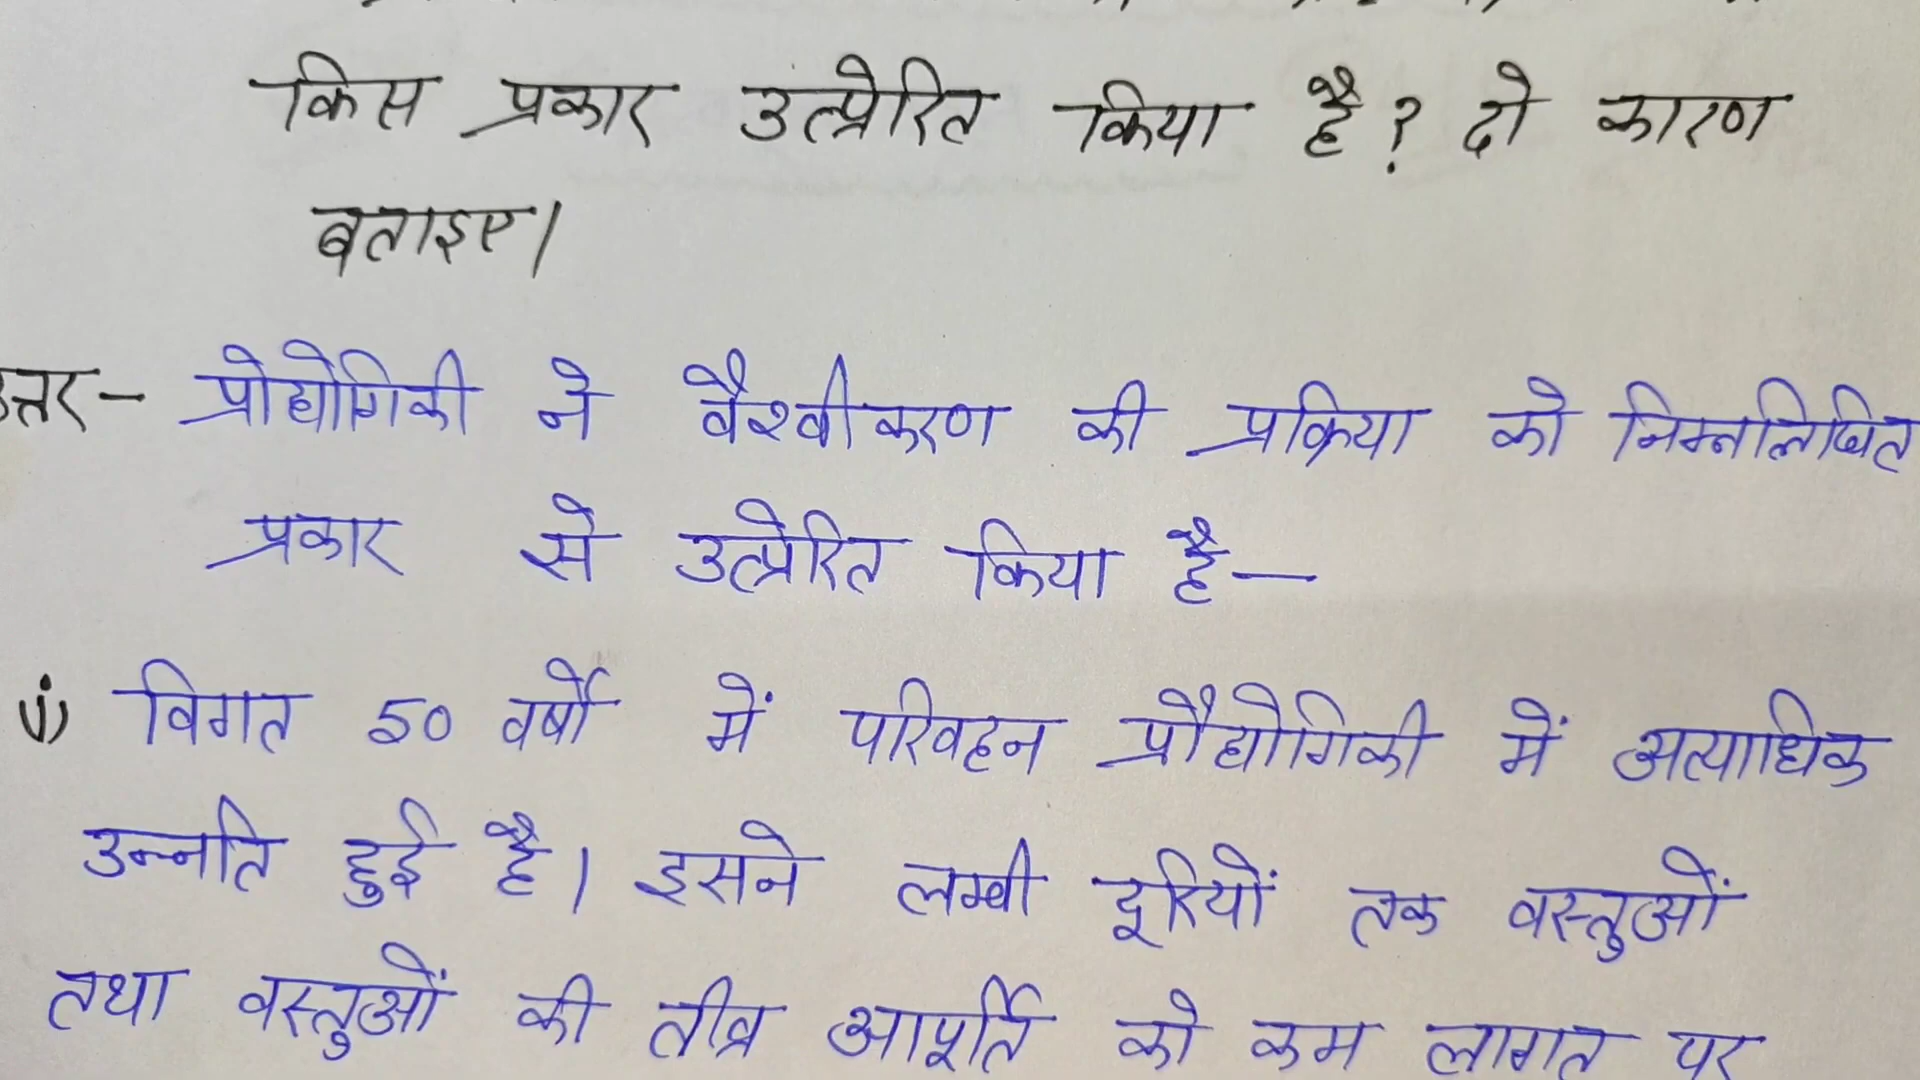 किस प्रकार उत्प्रेरित किया है? दो कारण
बताइए।
उत्तर- प्रोद्योगिकी ने वैश्वीकरण की प्रक्रिया को निम्नलिखित
प्रकार से उत्प्रेरित किया है-
(i) विगत 50 वर्षों में परिवहन प्रौद्योगिकी में अत्याधिक
उन्नति हुई है। इसने लम्बी दूरियों तक वस्तुओं
तथा वस्तुओं की तीव्र आपूर्ति को कम लागत पर